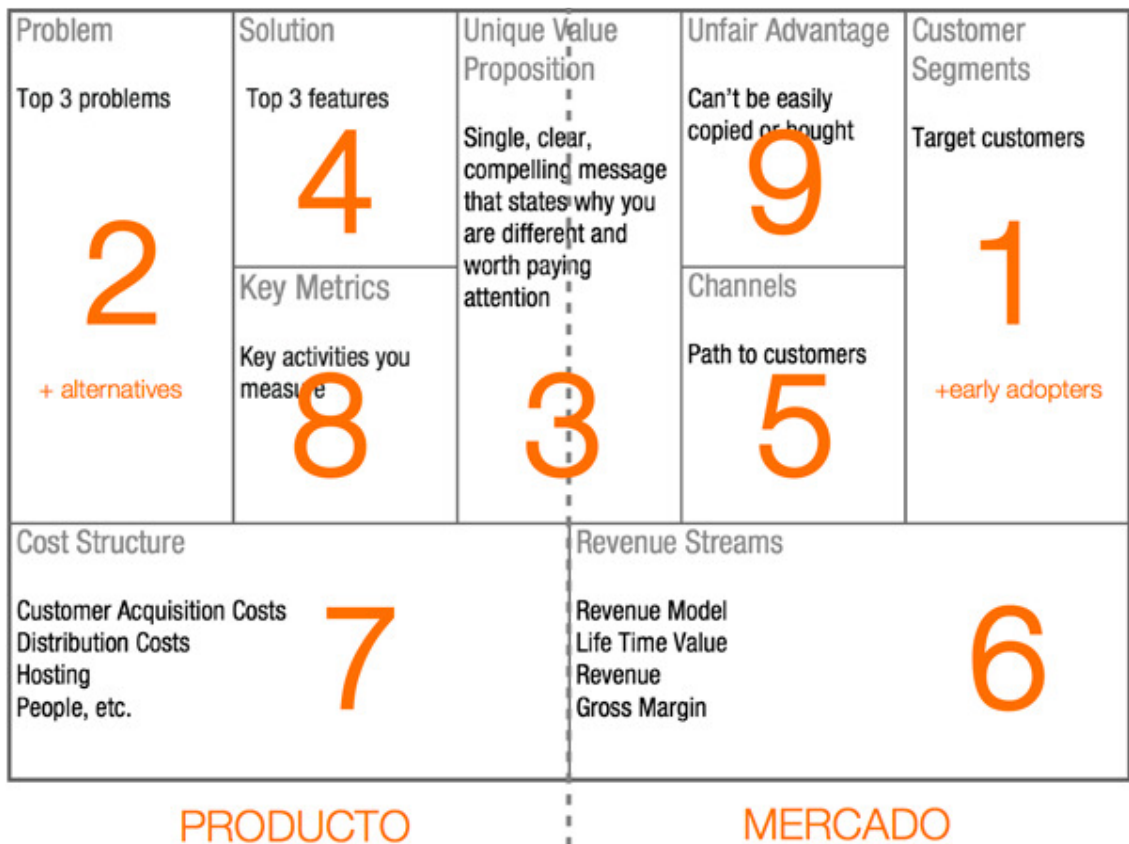 Problem
Top 3 problems
2
+ alternatives
Solution
Top 3 features
4
Key Metrics
Key activities you
measure
8
Unique Value
Proposition
Single, clear,
compelling message
that states why you
are different and
worth paying
attention
3
Unfair Advantage
Can't be easily
copied or bought
9
Channels
Path to customers
5
Customer
Segments
Target customers
1
+early adopters
Cost Structure
Customer Acquisition Costs
Distribution Costs
Hosting
People, etc.
7
Revenue Streams
Revenue Model
Life Time Value
Revenue
Gross Margin
6
PRODUCTO
MERCADO